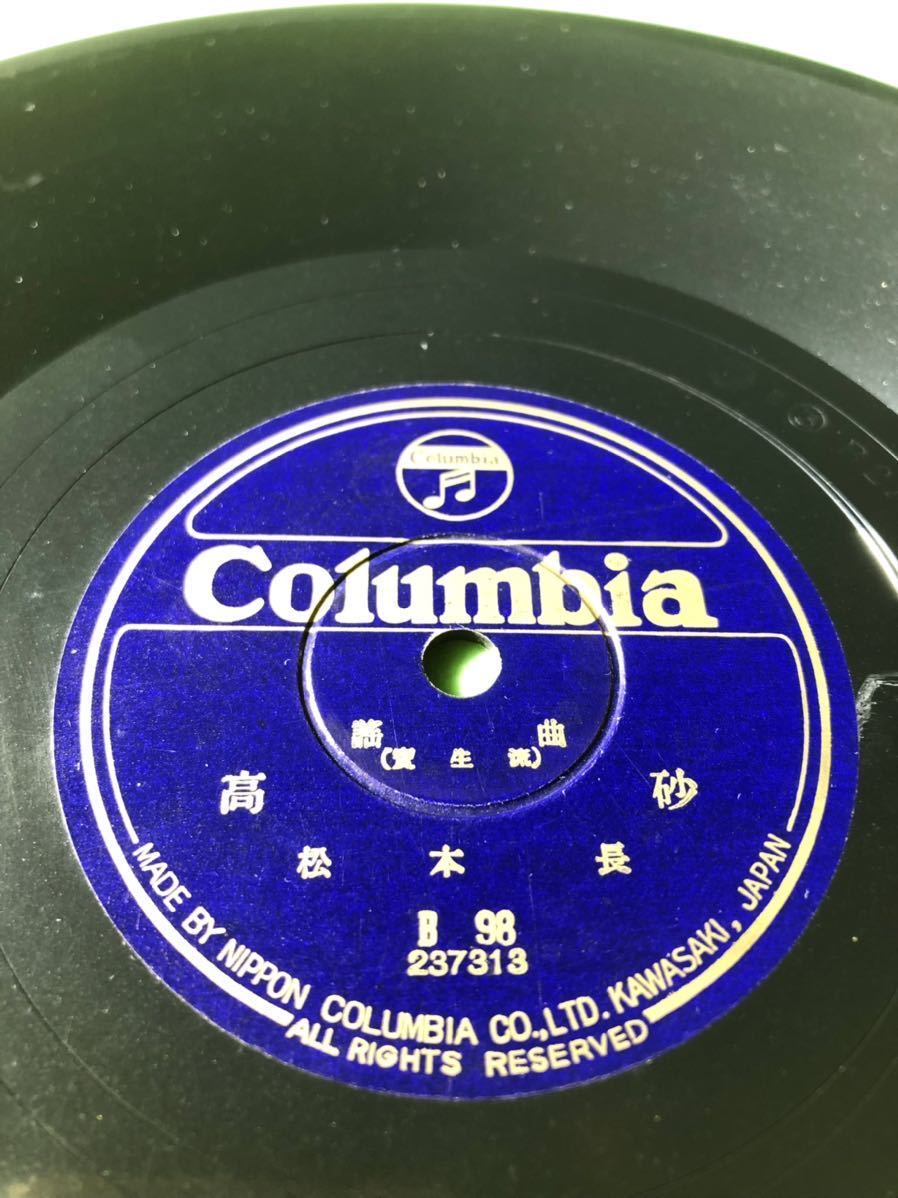 Columbia
Columbia
謡曲
(寳生流)
高砂
松本長
B 98
237313
MADE BY NIPPON COLUMBIA CO.,LTD. KAWASAKI, JAPAN
ALL RIGHTS RESERVED